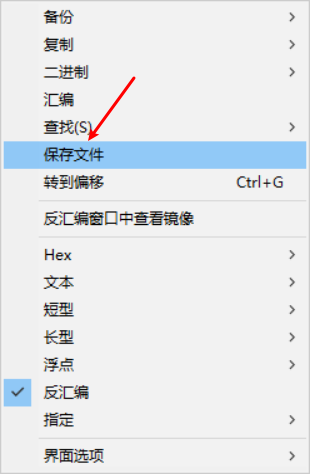 备份
复制
二进制
汇编
查找(S)
保存文件
转到偏移 Ctrl+G
反汇编窗口中查看镜像
Hex
文本
短型
长型
浮点
反汇编
指定
界面选项